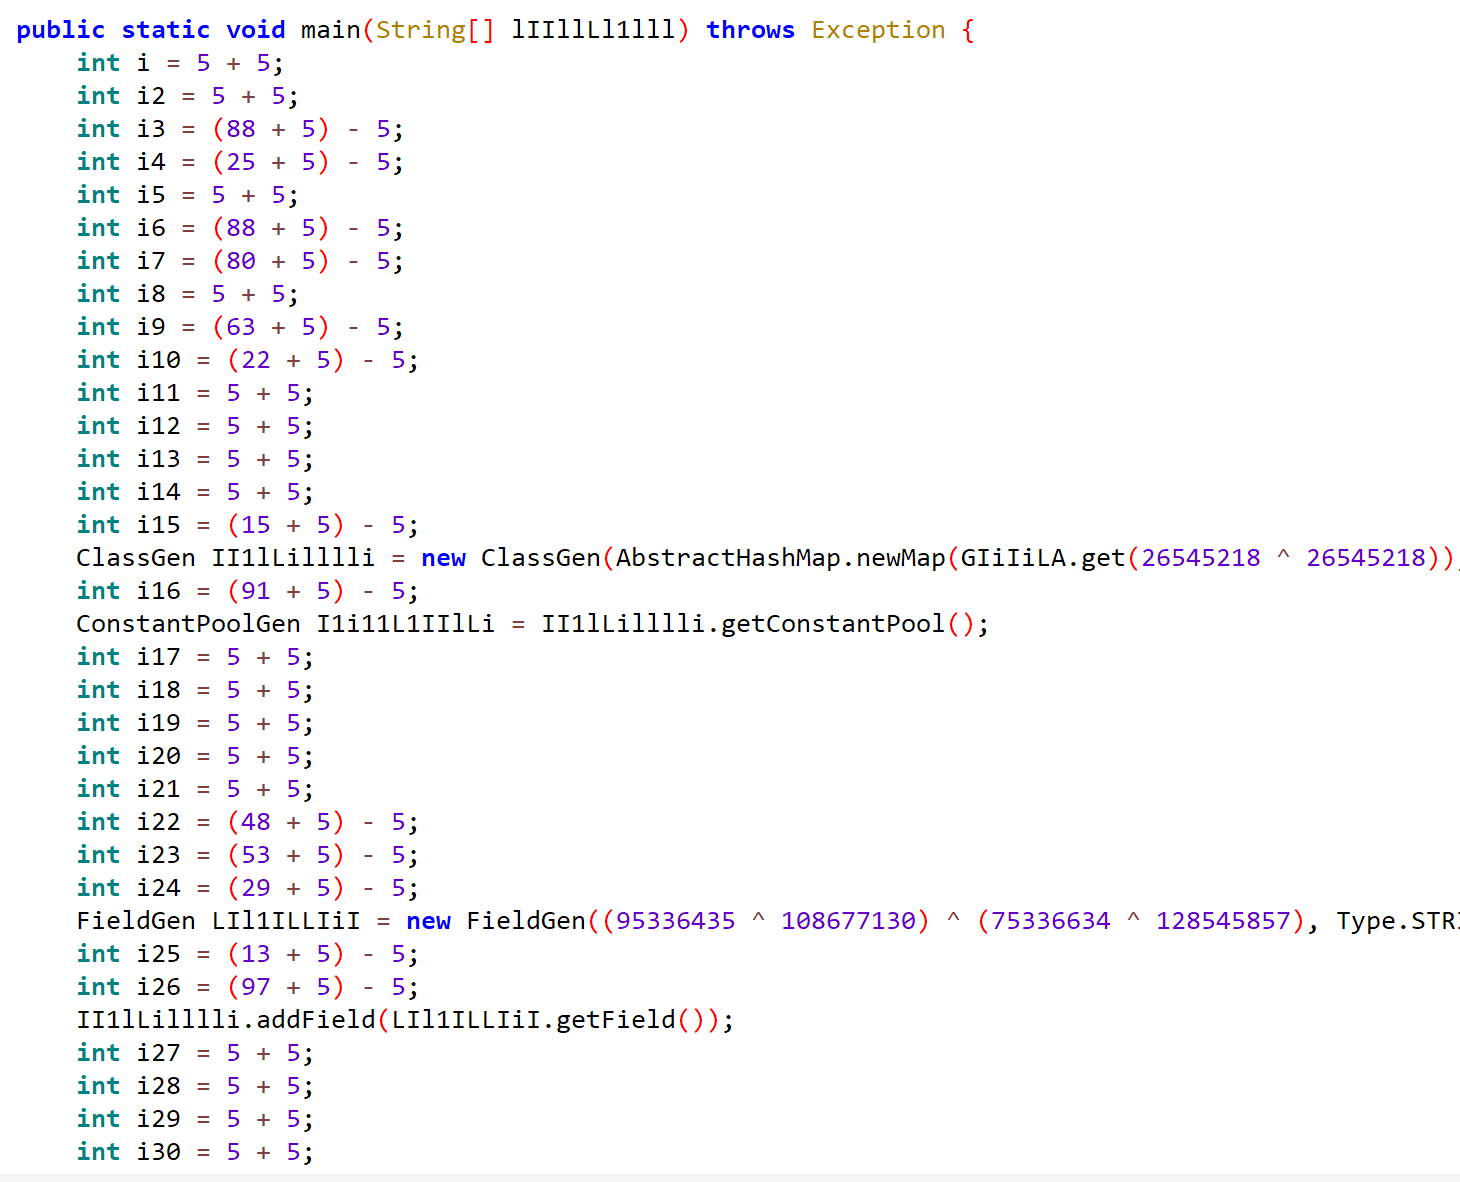 public static void main(String[] lIIllLl1lll) throws Exception {
    int i = 5 + 5;
    int i2 = 5 + 5;
    int i3 = (88 + 5) - 5;
    int i4 = (25 + 5) - 5;
    int i5 = 5 + 5;
    int i6 = (88 + 5) - 5;
    int i7 = (80 + 5) - 5;
    int i8 = 5 + 5;
    int i9 = (63 + 5) - 5;
    int i10 = (22 + 5) - 5;
    int i11 = 5 + 5;
    int i12 = 5 + 5;
    int i13 = 5 + 5;
    int i14 = 5 + 5;
    int i15 = (15 + 5) - 5;
    ClassGen II1lLilllli = new ClassGen(AbstractHashMap.newMap(GIiIiLA.get(26545218 ^ 26545218)),
    int i16 = (91 + 5) - 5;
    ConstantPoolGen I1i11L1IIlLi = II1lLilllli.getConstantPool();
    int i17 = 5 + 5;
    int i18 = 5 + 5;
    int i19 = 5 + 5;
    int i20 = 5 + 5;
    int i21 = 5 + 5;
    int i22 = (48 + 5) - 5;
    int i23 = (53 + 5) - 5;
    int i24 = (29 + 5) - 5;
    FieldGen LIl1ILLIiI = new FieldGen((95336435 ^ 108677130) ^ (75336634 ^ 128545857), Type.STRI
    int i25 = (13 + 5) - 5;
    int i26 = (97 + 5) - 5;
    II1lLilllli.addField(LIl1ILLIiI.getField());
    int i27 = 5 + 5;
    int i28 = 5 + 5;
    int i29 = 5 + 5;
    int i30 = 5 + 5;